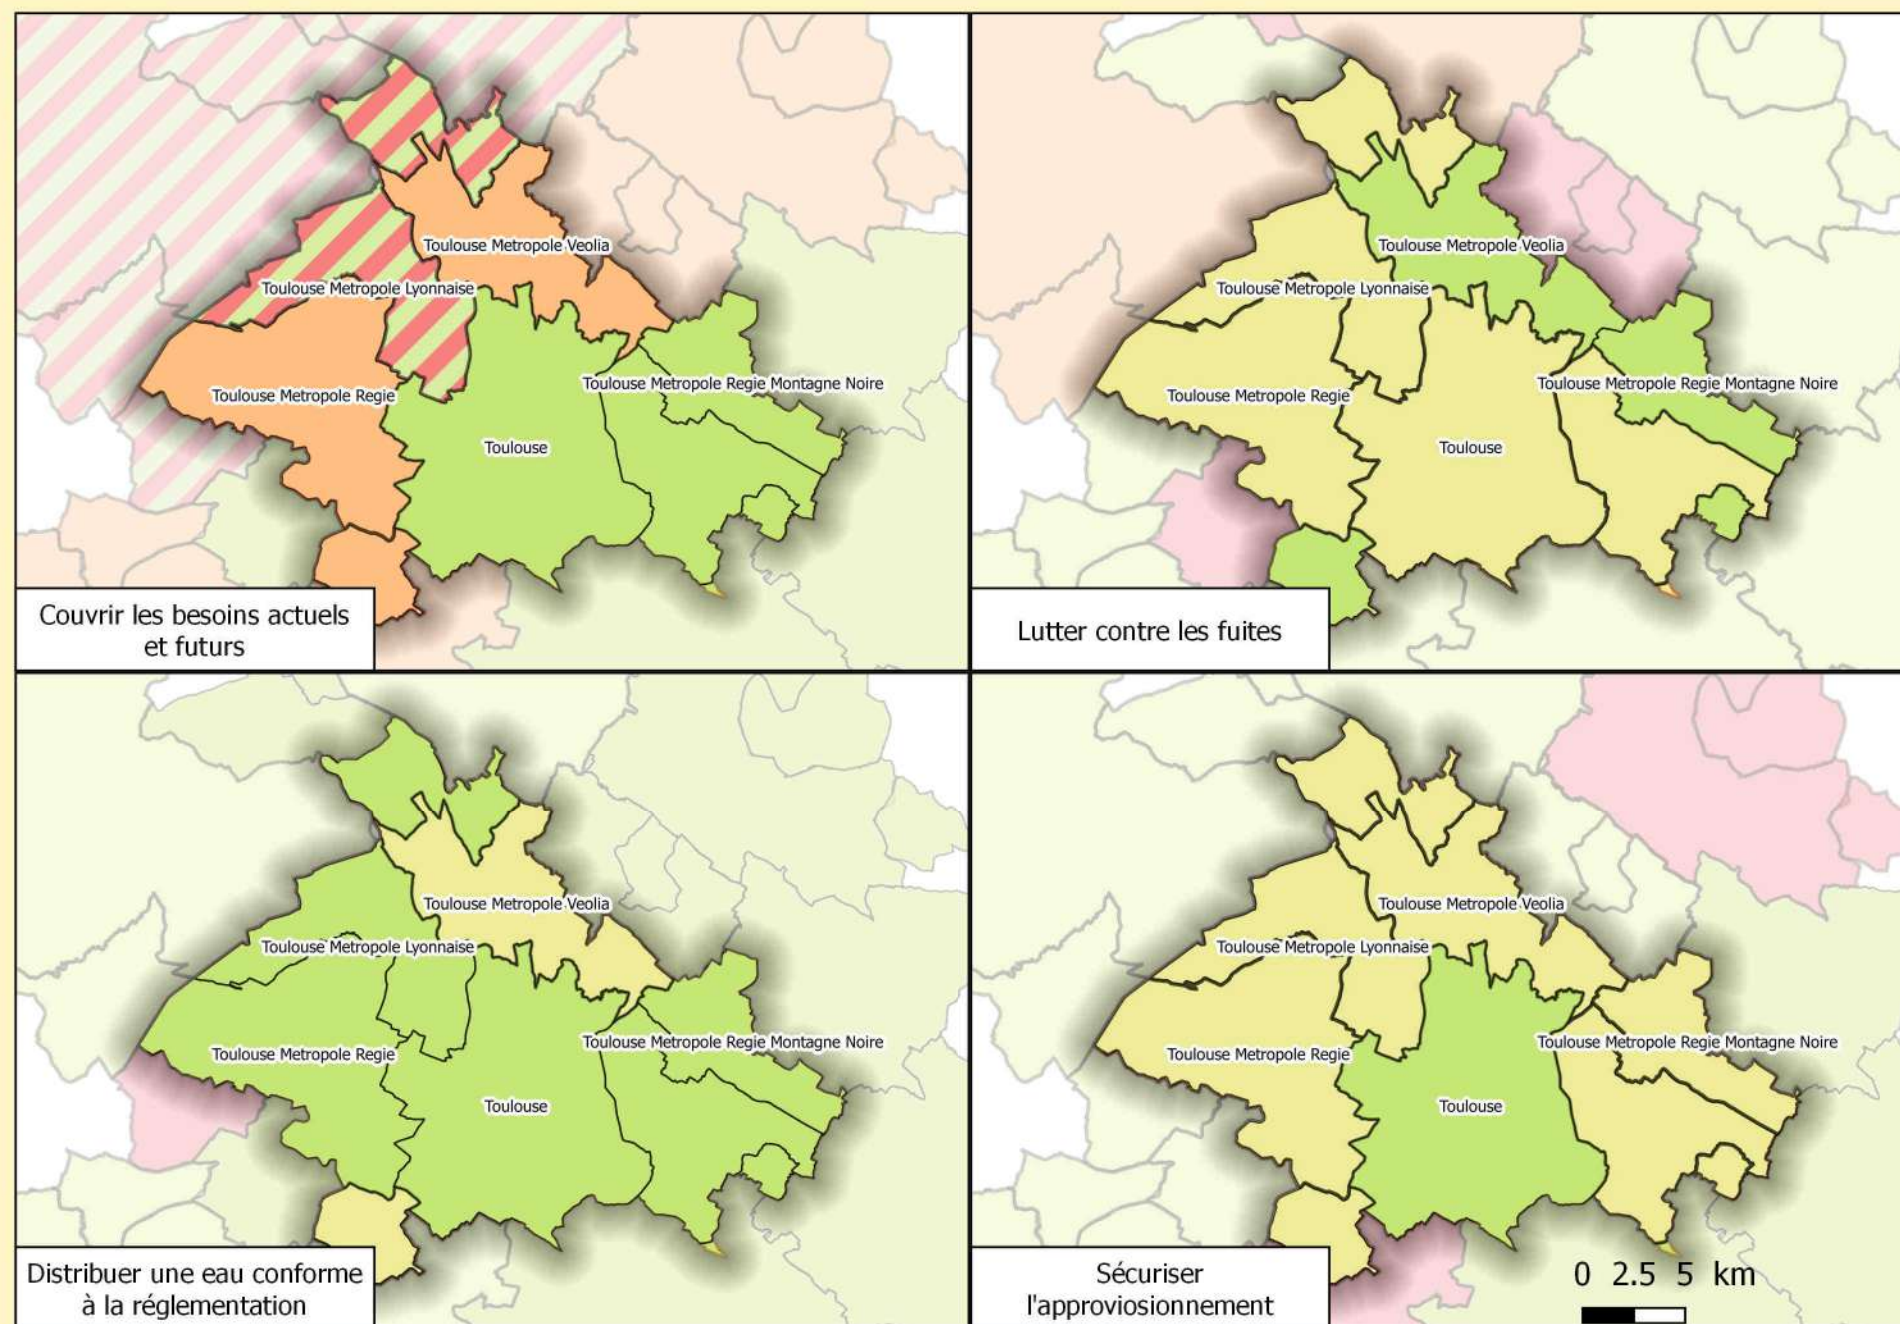 Toulouse Metropole Veolia
Toulouse Metropole Lyonnaise
Toulouse Metropole Regie Montagne Noire
Toulouse Metropole Regie
Toulouse
Couvrir les besoins actuels
et futurs
Toulouse Metropole Veolia
Toulouse Metropole Lyonnaise
Toulouse Metropole Regie Montagne Noire
Toulouse Metropole Regie
Toulouse
Lutter contre les fuites
Toulouse Metropole Veolia
Toulouse Metropole Lyonnaise
Toulouse Metropole Regie Montagne Noire
Toulouse Metropole Regie
Toulouse
Distribuer une eau conforme
à la réglementation
Toulouse Metropole Veolia
Toulouse Metropole Lyonnaise
Toulouse Metropole Regie Montagne Noire
Toulouse Metropole Regie
Toulouse
Sécuriser
l'approviosionnement
0 2.5 5 km